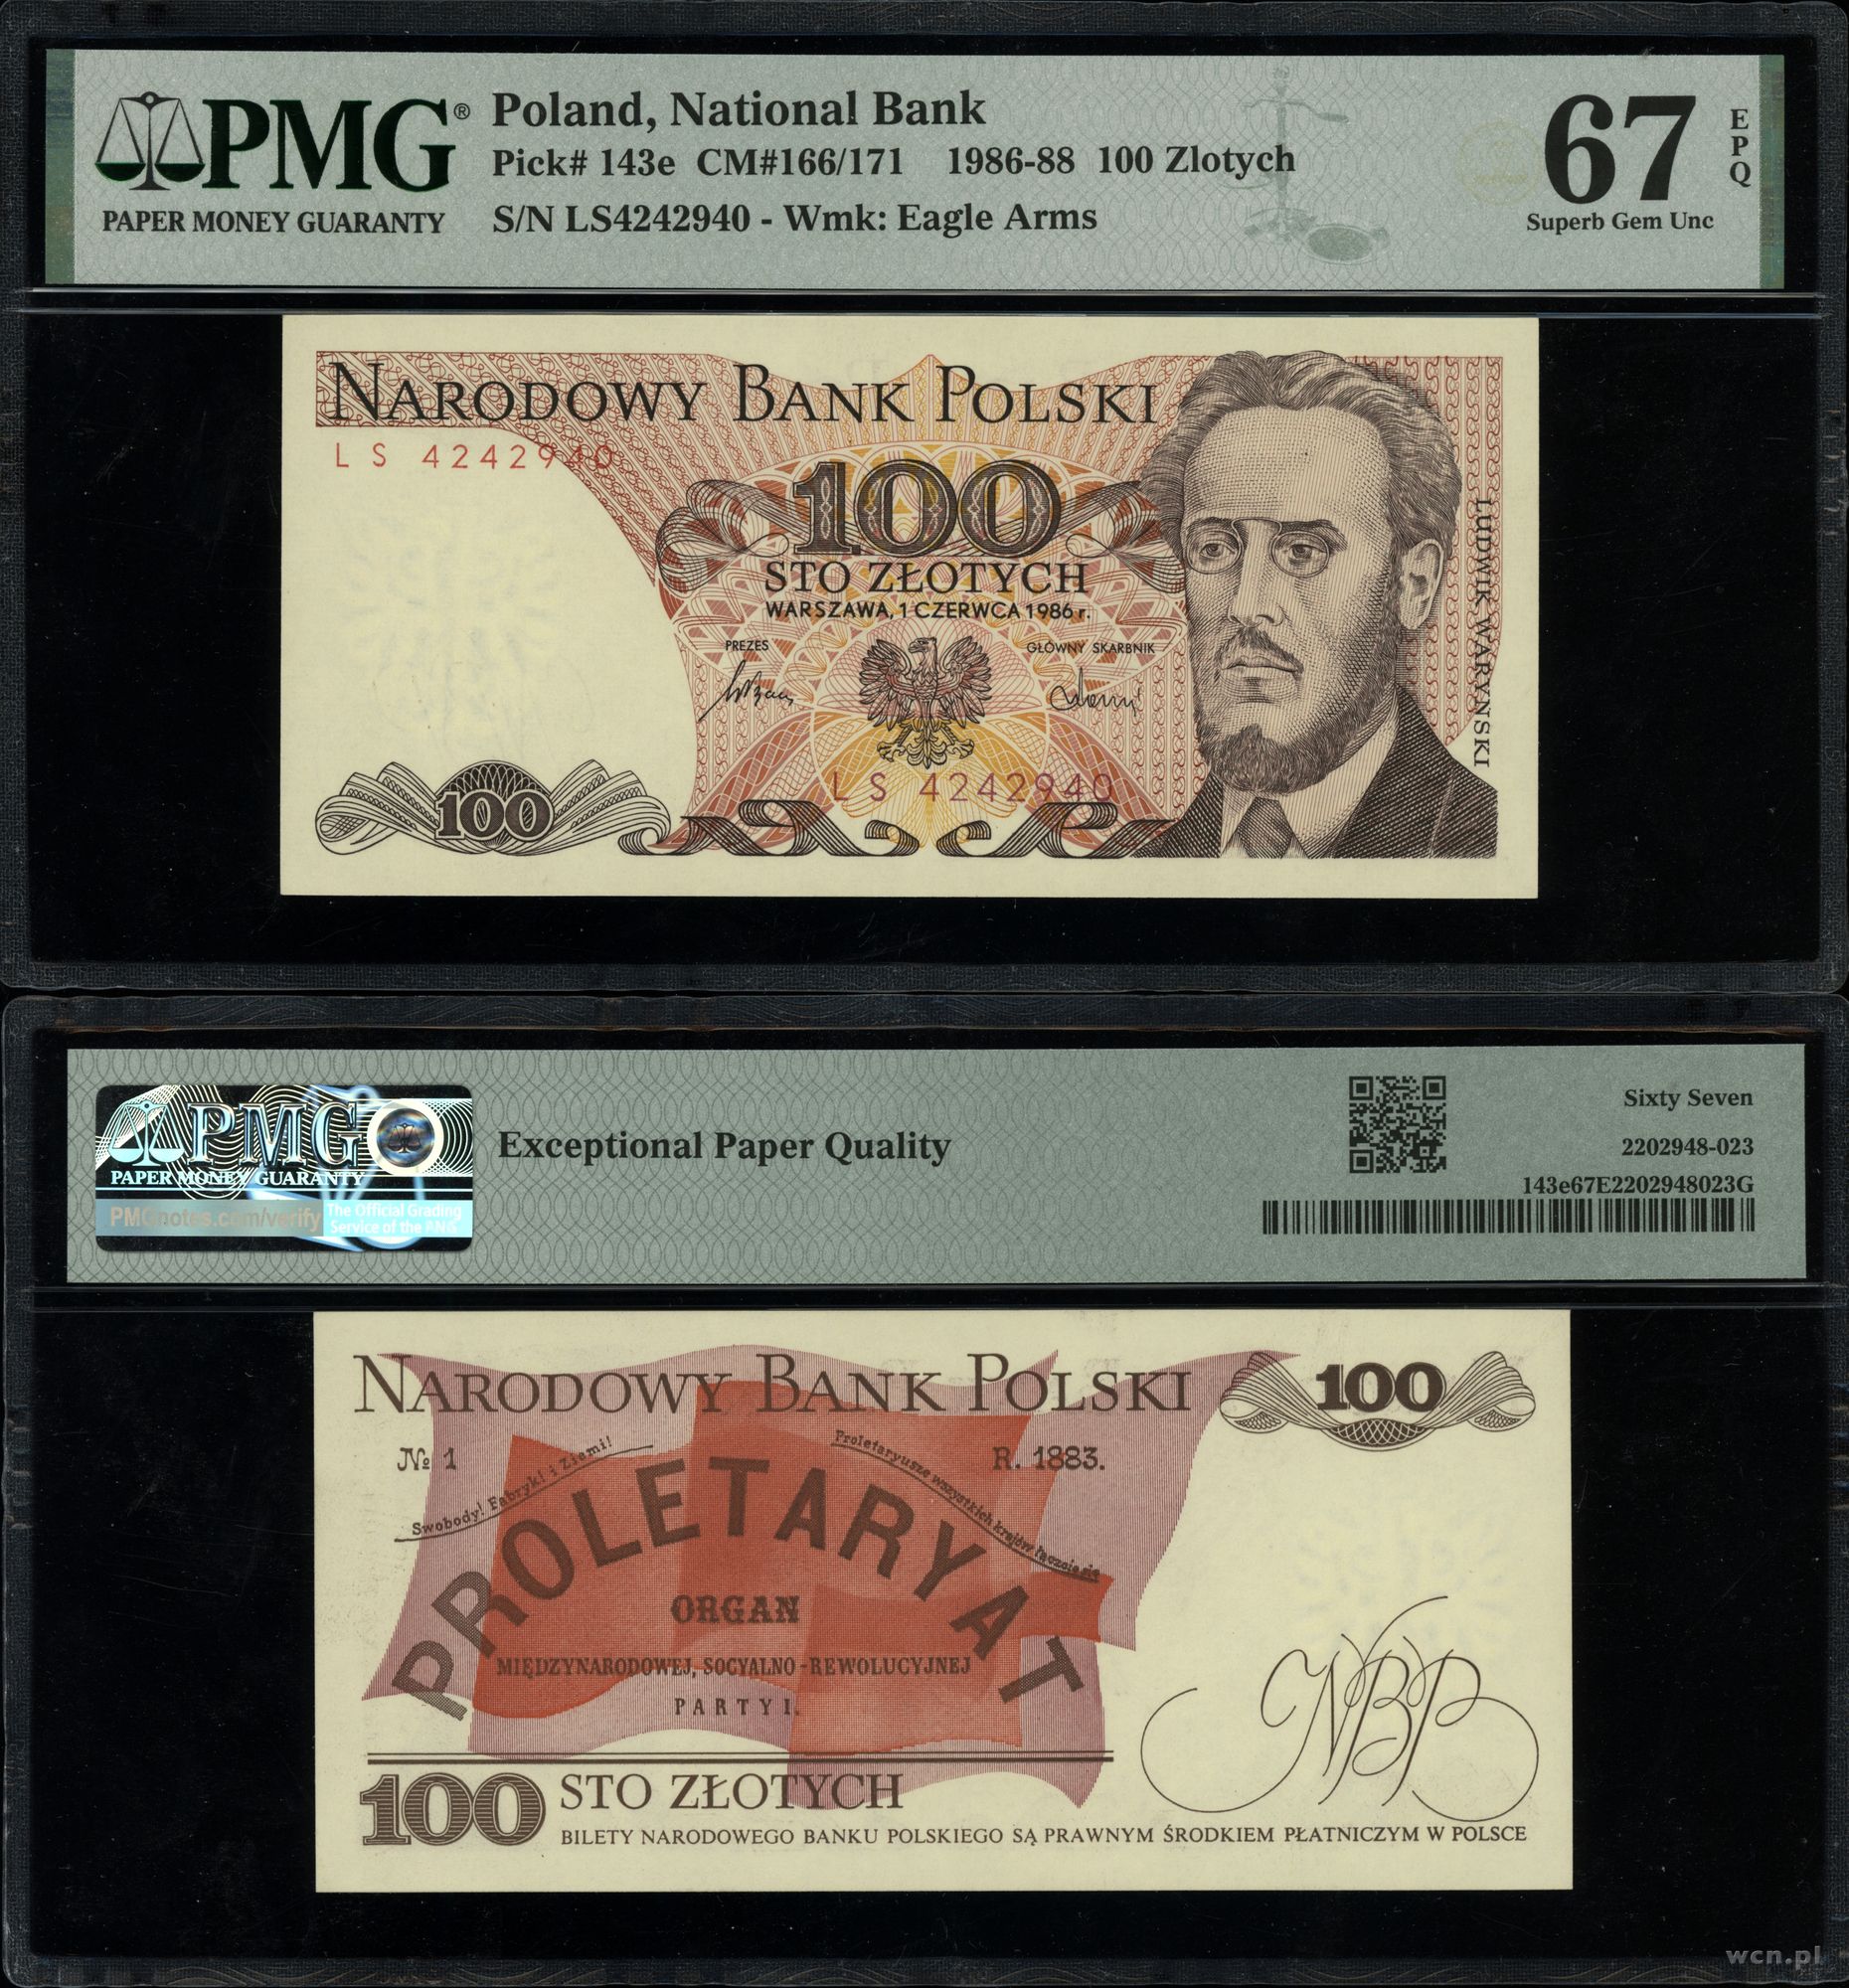 PMG®
PAPER MONEY GUARANTY
Poland, National Bank
Pick# 143e CM#166/171 1986-88 100 Zlotych
S/N LS4242940 - Wmk: Eagle Arms
67
EPQ
Superb Gem Unc
NARODOWY BANK POLSKI
LS 4242940
100
STO ZŁOTYCH
WARSZAWA, 1 CZERWCA 1986 r.
PREZES
GŁÓWNY SKARBNIK
LUDWIK WARYŃSKI
LS 4242940
100
PMG
PAPER MONEY GUARANTY
PMGnotes.com/verify
The Official Grading
Service of the ANG
Exceptional Paper Quality
Sixty Seven
2202948-023
143e67E2202948023G
NARODOWY BANK POLSKI
100
№ 1
R. 1883.
Swobody! Fabryk! i Ziemi!
Proletaryusze wszystkich krajów łączcie się
PROLETARYAT
ORGAN
MIĘDZYNARODOWEJ, SOCYALNO-REWOLUCYJNEJ
PARTYI.
NBP
100 STO ZŁOTYCH
BILETY NARODOWEGO BANKU POLSKIEGO SĄ PRAWNYM ŚRODKIEM PŁATNICZYM W POLSCE
wcn.pl